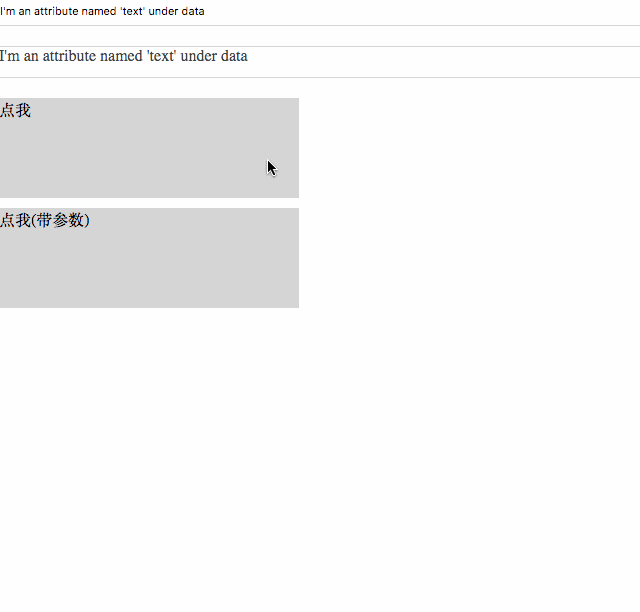 I'm an attribute named 'text' under data
I'm an attribute named 'text' under data
点我
点我(带参数)